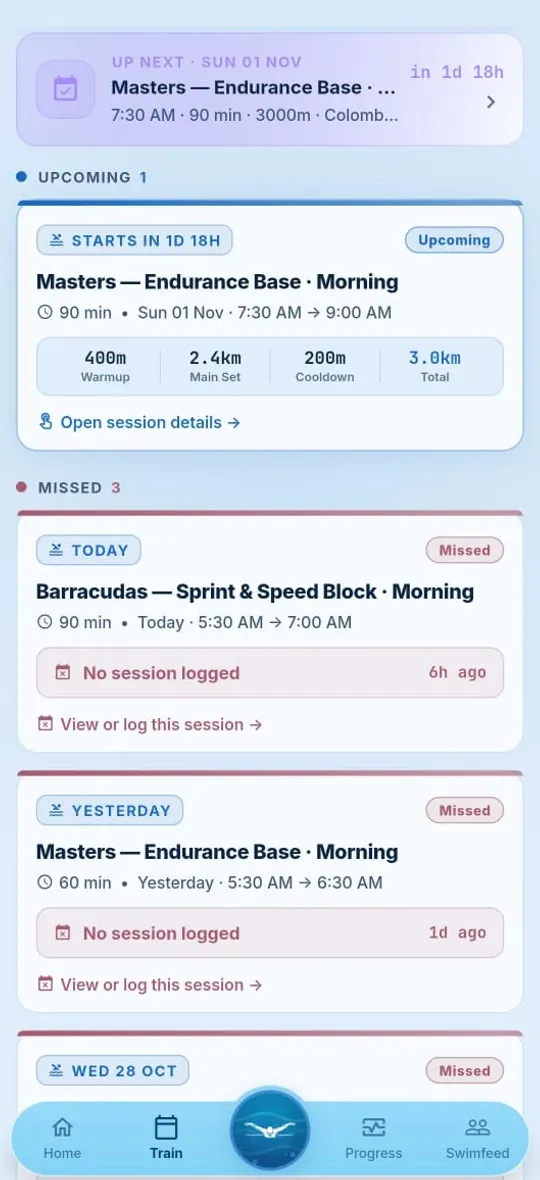 UP NEXT · SUN 01 NOV
in 1d 18h
Masters — Endurance Base · ...
7:30 AM · 90 min · 3000m · Colomb...
UPCOMING 1
STARTS IN 1D 18H
Upcoming
Masters — Endurance Base · Morning
90 min • Sun 01 Nov · 7:30 AM → 9:00 AM
400m 2.4km 200m 3.0km
Warmup Main Set Cooldown Total
Open session details →
MISSED 3
TODAY
Missed
Barracudas — Sprint & Speed Block · Morning
90 min • Today · 5:30 AM → 7:00 AM
No session logged 6h ago
View or log this session →
YESTERDAY
Missed
Masters — Endurance Base · Morning
60 min • Yesterday · 5:30 AM → 6:30 AM
No session logged 1d ago
View or log this session →
WED 28 OCT
Missed
Home Train Progress Swimfeed